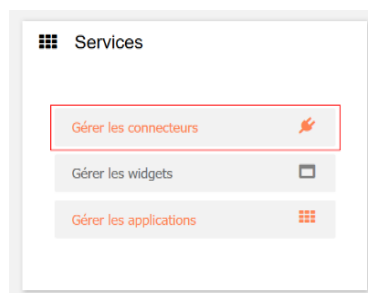 Services
Gérer les connecteurs
Gérer les widgets
Gérer les applications